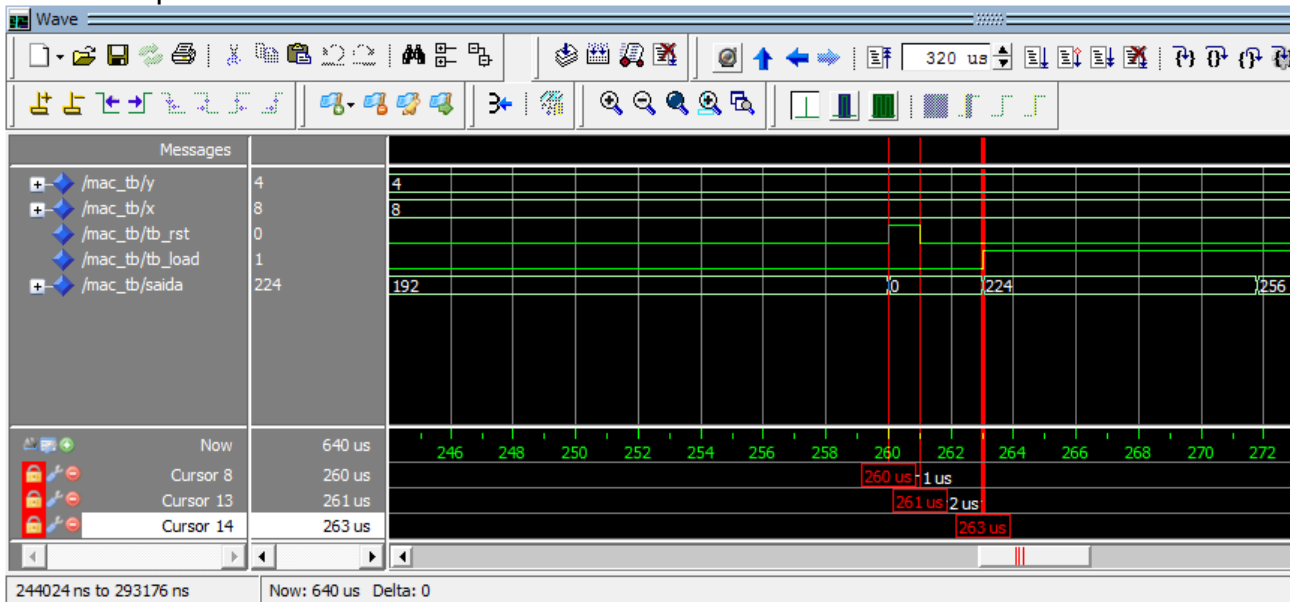 Wave
320 us
Messages
/mac_tb/y 4 4
/mac_tb/x 8 8
/mac_tb/tb_rst 0
/mac_tb/tb_load 1
/mac_tb/saida 224 192 0 224 256
Now 640 us 246 248 250 252 254 256 258 260 262 264 266 268 270 272
Cursor 8 260 us 260 us 1 us
Cursor 13 261 us 261 us 2 us
Cursor 14 263 us 263 us
244024 ns to 293176 ns Now: 640 us Delta: 0